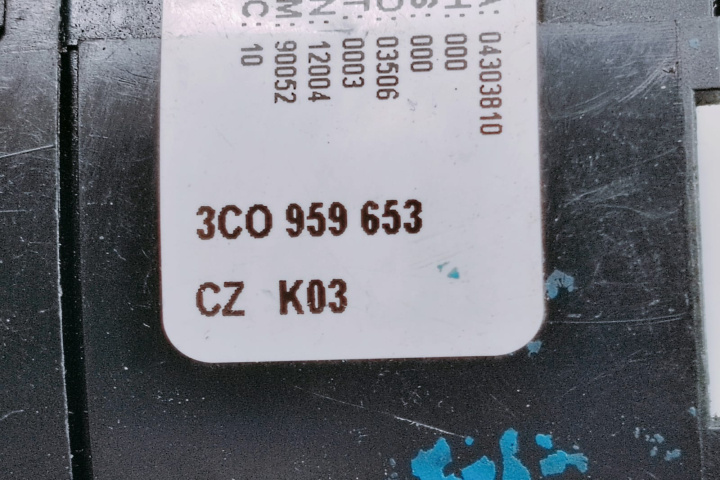 A: 04303810
H: 000
S: 000
O: 03506
T: 0003
N: 12004
M: 90052
C: 10
3CO 959 653
CZ K03